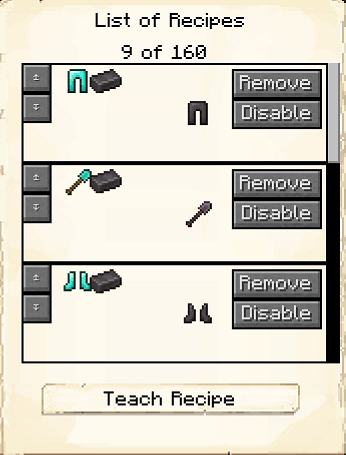 List of Recipes
9 of 160
Remove
Disable
Remove
Disable
Remove
Disable
Teach Recipe